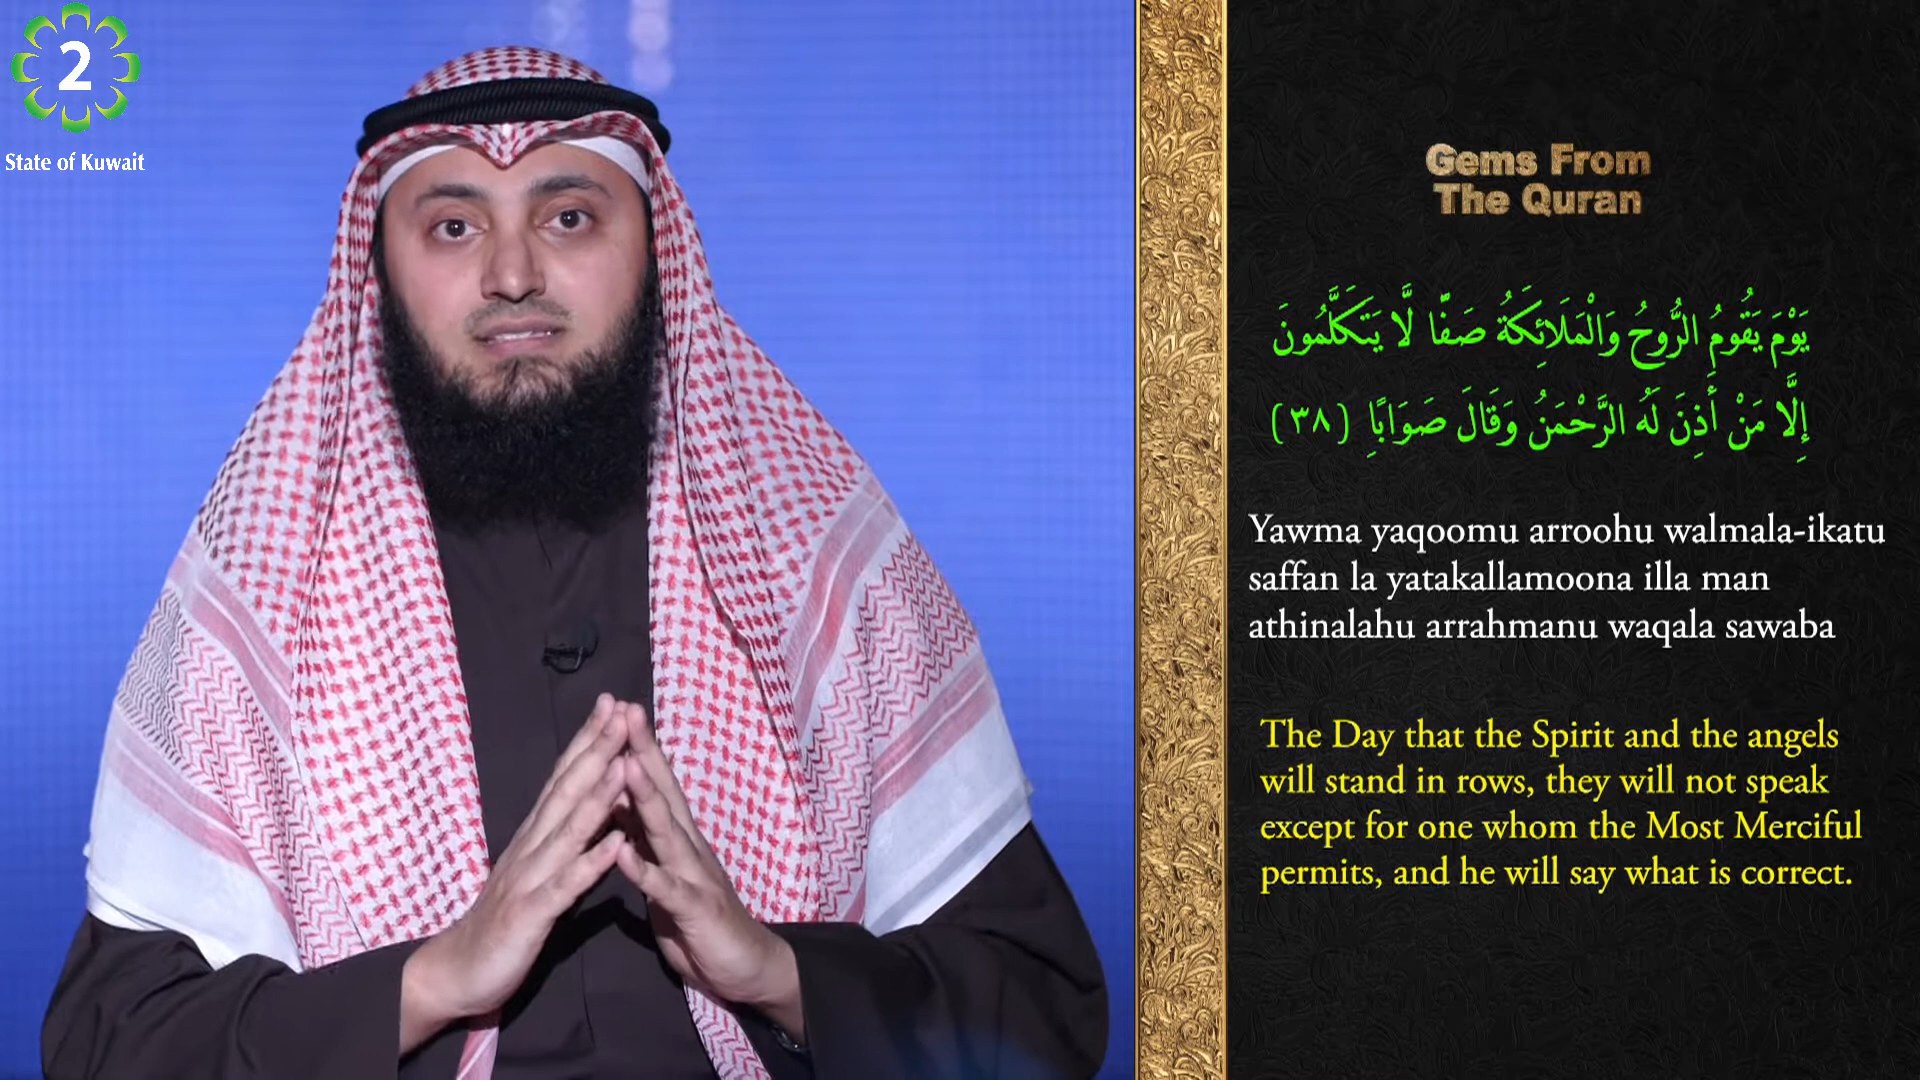 2
State of Kuwait
Gems From
The Quran
يَوْمَ يَقُومُ الرُّوحُ وَالْمَلَائِكَةُ صَفًّا لَّا يَتَكَلَّمُونَ
إِلَّا مَنْ أَذِنَ لَهُ الرَّحْمَنُ وَقَالَ صَوَابًا (٣٨)
Yawma yaqoomu arroohu walmala-ikatu
saffan la yatakallamoona illa man
athinalahu arrahmanu waqala sawaba
The Day that the Spirit and the angels
will stand in rows, they will not speak
except for one whom the Most Merciful
permits, and he will say what is correct.